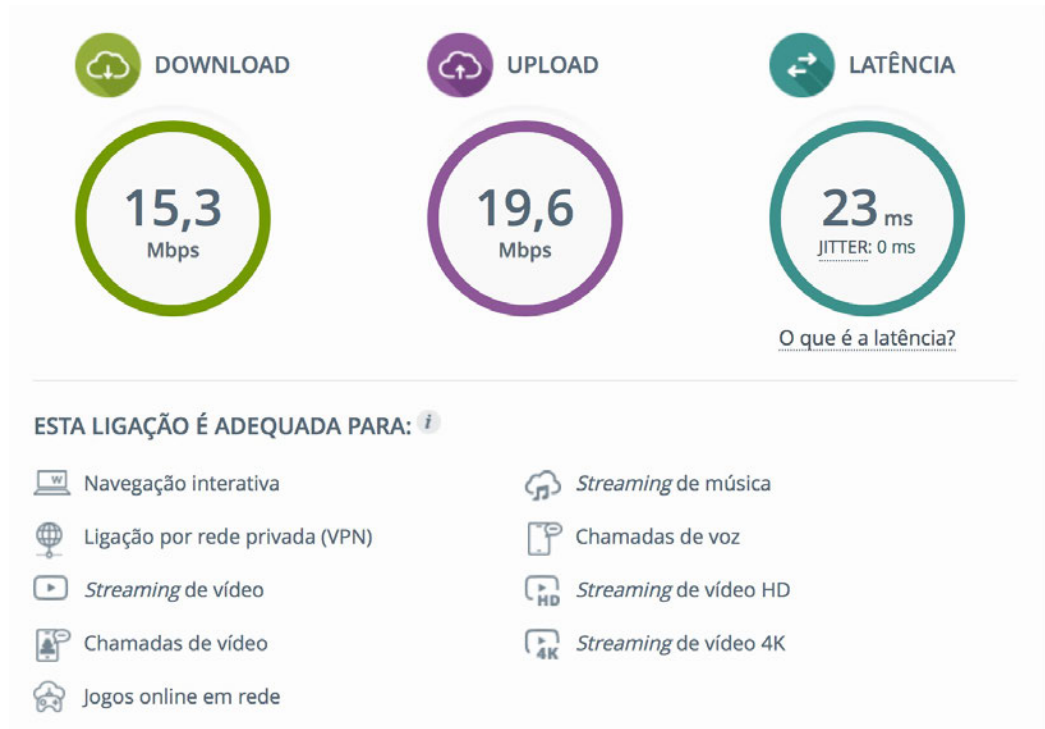 DOWNLOAD
UPLOAD
LATÊNCIA
15,3
Mbps
19,6
Mbps
23 ms
JITTER: 0 ms
O que é a latência?
ESTA LIGAÇÃO É ADEQUADA PARA: i
W
Navegação interativa
Streaming de música
Ligação por rede privada (VPN)
Chamadas de voz
Streaming de vídeo
HD
Streaming de vídeo HD
Chamadas de vídeo
4K
Streaming de vídeo 4K
Jogos online em rede